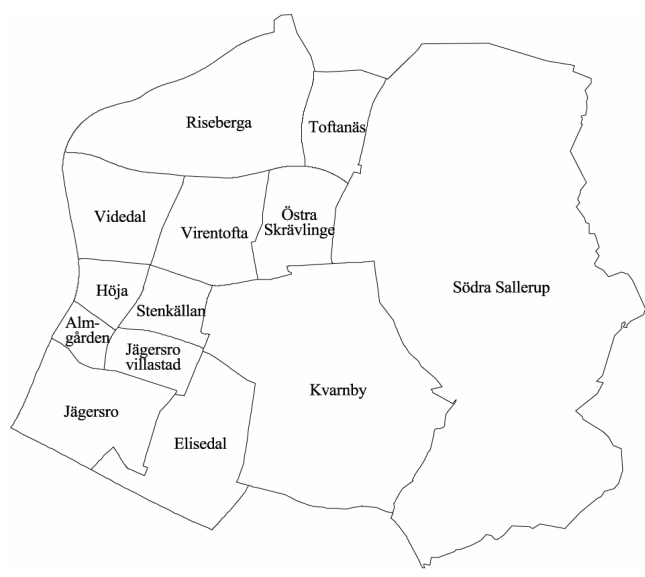 Riseberga
Toftanäs
Videdal
Virentofta
Östra
Skrävlinge
Södra Sallerup
Höja
Stenkällan
Alm-
gården
Jägersro
villastad
Kvarnby
Jägersro
Elisedal